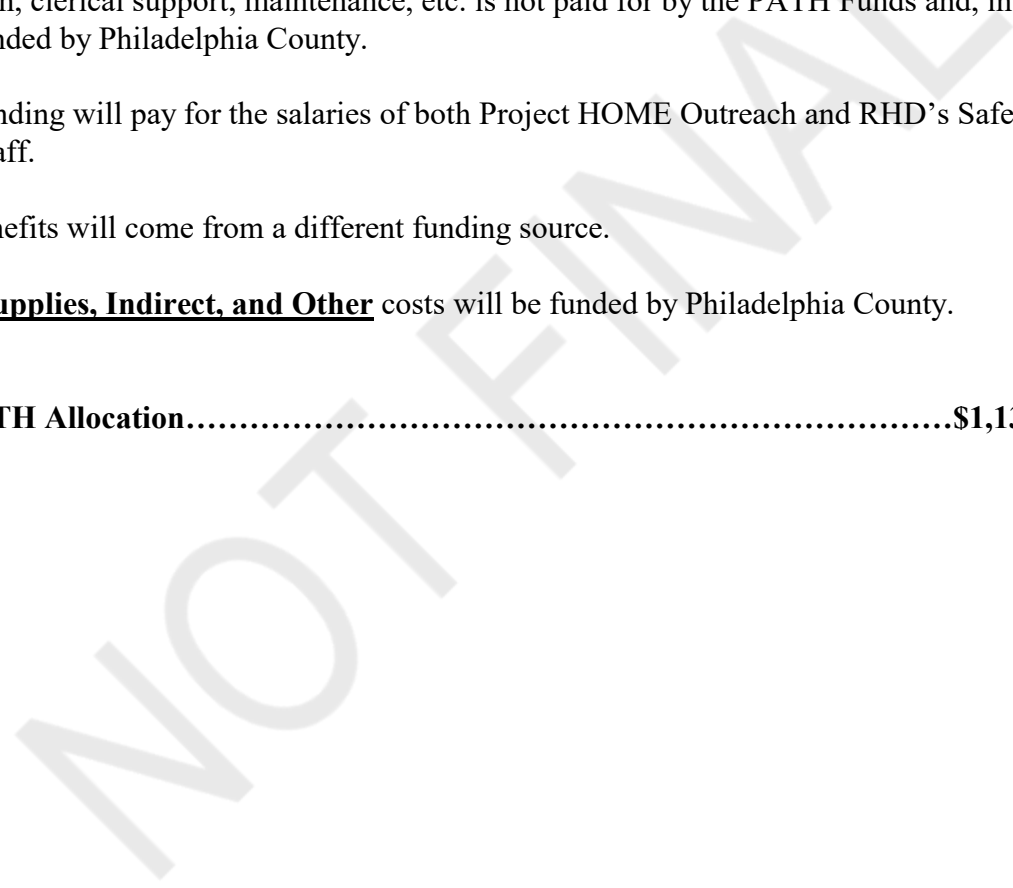 n, clerical support, maintenance, etc. is not paid for by the PATH Funds and, in
nded by Philadelphia County.
nding will pay for the salaries of both Project HOME Outreach and RHD’s Safe
aff.
nefits will come from a different funding source.
upplies, Indirect, and Other costs will be funded by Philadelphia County.
TH Allocation……………………………………………………………….$1,13
NOT FINAL